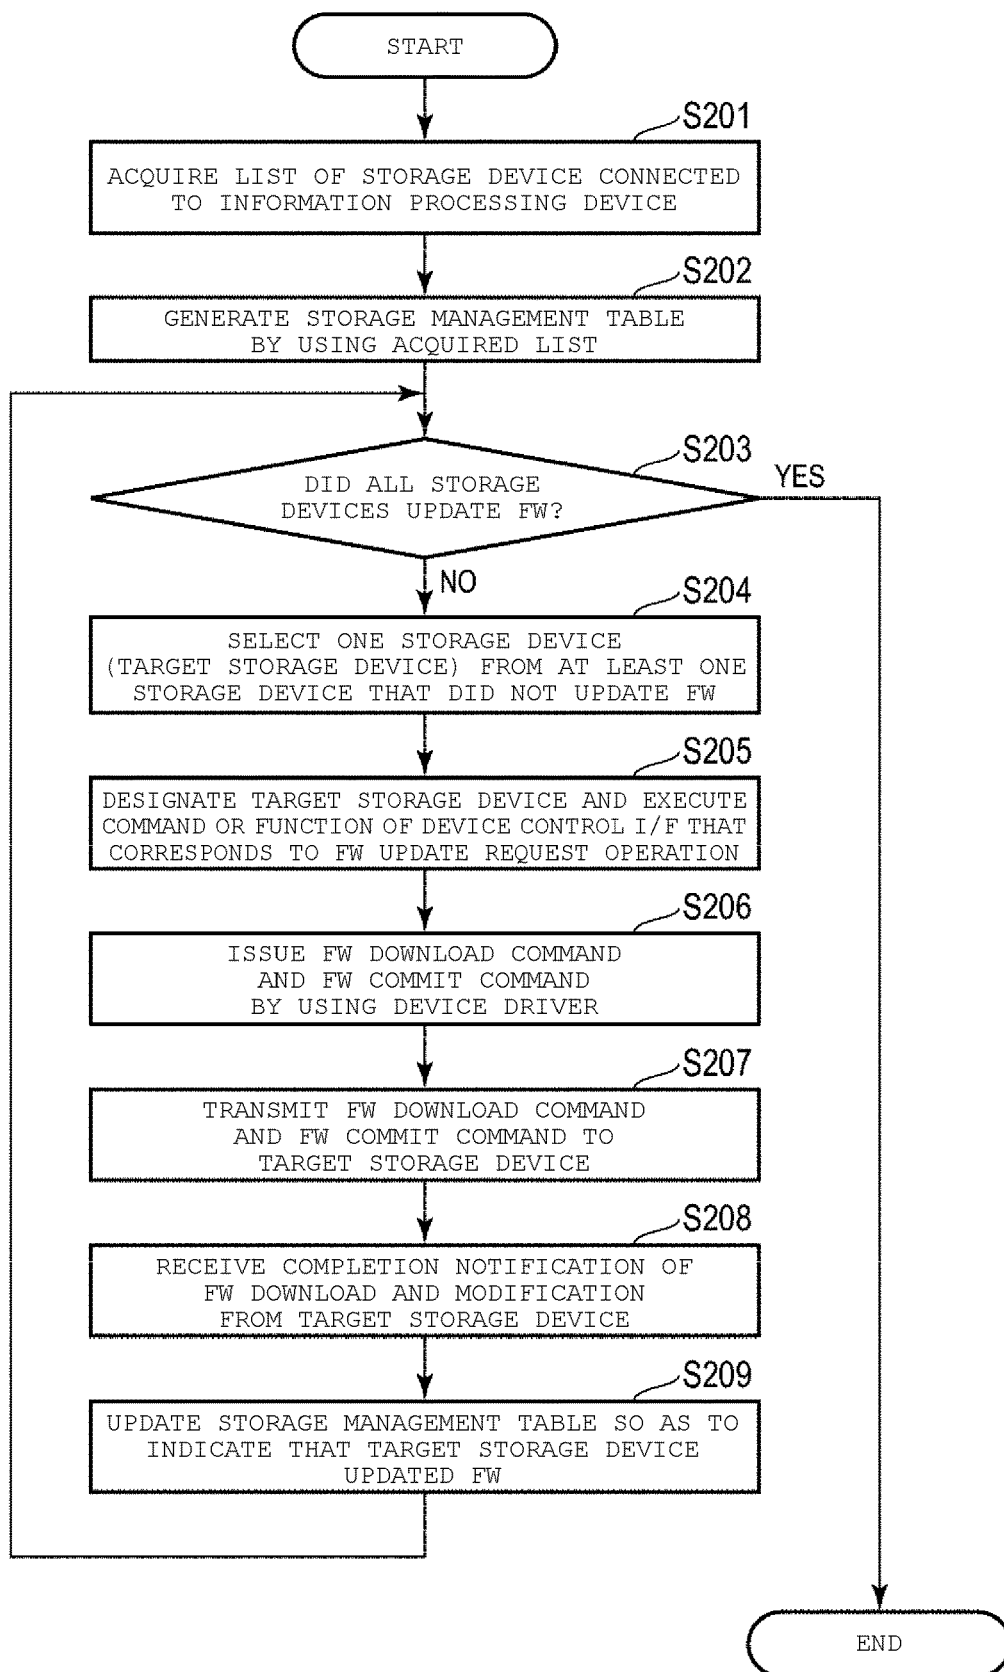 START
S201
ACQUIRE LIST OF STORAGE DEVICE CONNECTED
TO INFORMATION PROCESSING DEVICE
S202
GENERATE STORAGE MANAGEMENT TABLE
BY USING ACQUIRED LIST
S203
DID ALL STORAGE
DEVICES UPDATE FW?
YES
NO
S204
SELECT ONE STORAGE DEVICE
(TARGET STORAGE DEVICE) FROM AT LEAST ONE
STORAGE DEVICE THAT DID NOT UPDATE FW
S205
DESIGNATE TARGET STORAGE DEVICE AND EXECUTE
COMMAND OR FUNCTION OF DEVICE CONTROL I/F THAT
CORRESPONDS TO FW UPDATE REQUEST OPERATION
S206
ISSUE FW DOWNLOAD COMMAND
AND FW COMMIT COMMAND
BY USING DEVICE DRIVER
S207
TRANSMIT FW DOWNLOAD COMMAND
AND FW COMMIT COMMAND TO
TARGET STORAGE DEVICE
S208
RECEIVE COMPLETION NOTIFICATION OF
FW DOWNLOAD AND MODIFICATION
FROM TARGET STORAGE DEVICE
S209
UPDATE STORAGE MANAGEMENT TABLE SO AS TO
INDICATE THAT TARGET STORAGE DEVICE
UPDATED FW
END